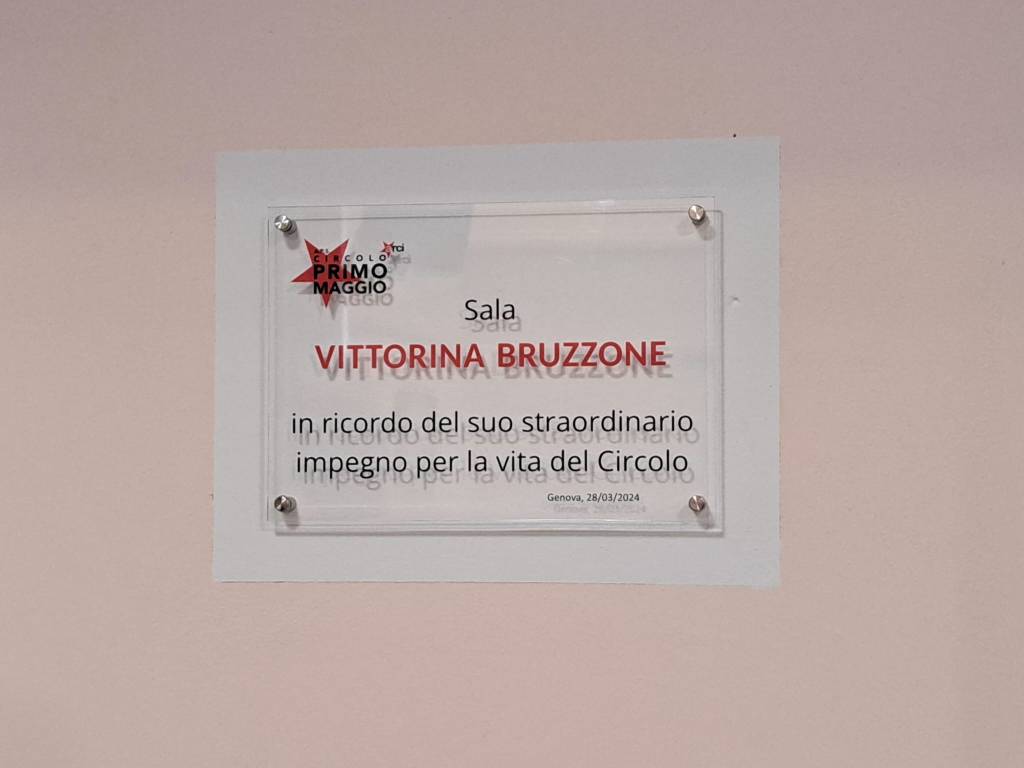 APS
CIRCOLO
PRIMO
MAGGIO
arci
Sala
VITTORINA BRUZZONE
in ricordo del suo straordinario
impegno per la vita del Circolo
Genova, 28/03/2024